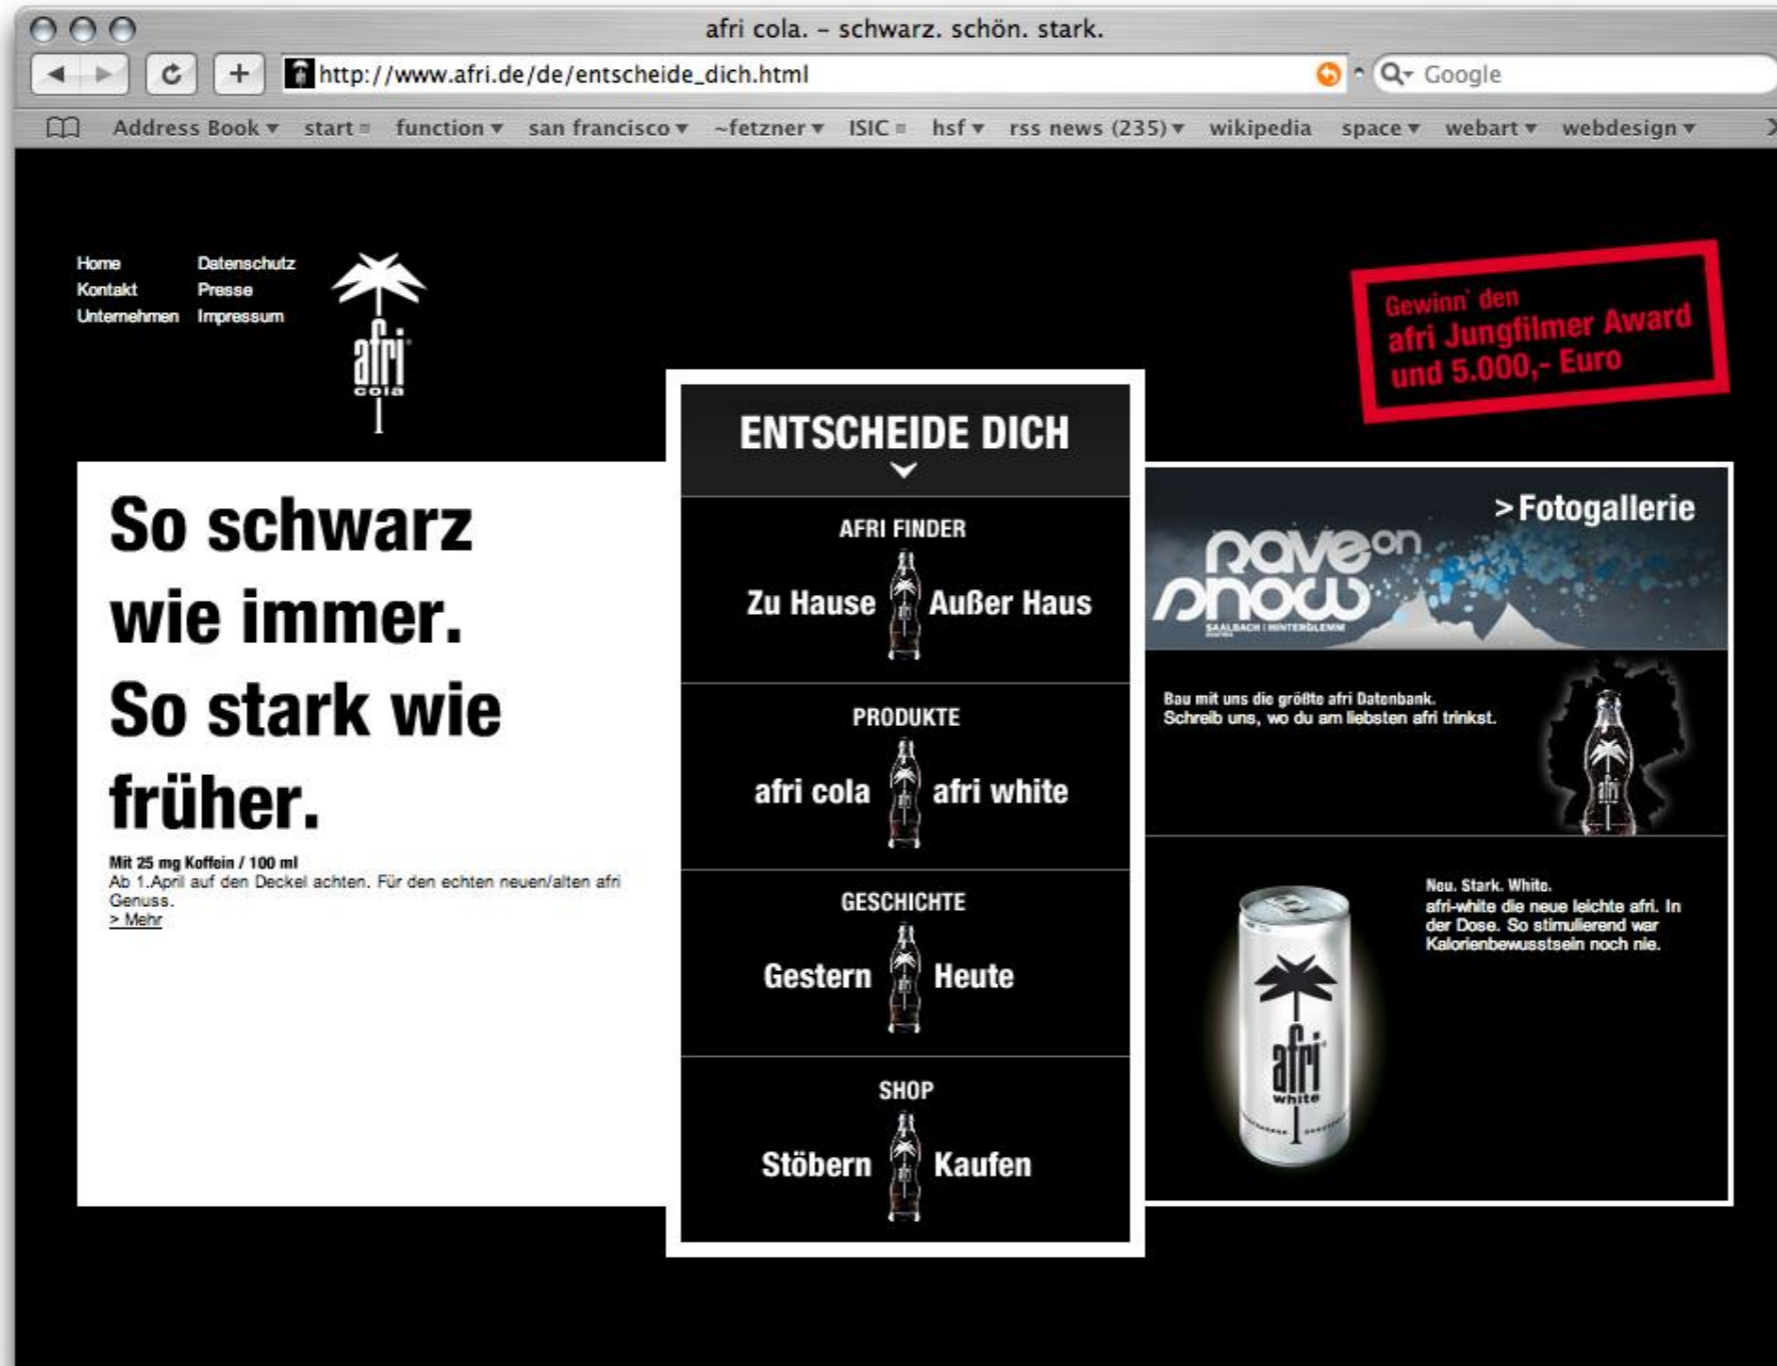 afri cola. – schwarz. schön. stark.
http://www.afri.de/de/entscheide_dich.html
Google
Address Book start function san francisco ~fetzner ISIC hsf rss news (235) wikipedia space webart webdesign
Home Datenschutz
Kontakt Presse
Unternehmen Impressum
afri
cola
Gewinn` den
afri Jungfilmer Award
und 5.000,- Euro
So schwarz
wie immer.
So stark wie
früher.
Mit 25 mg Koffein / 100 ml
Ab 1.April auf den Deckel achten. Für den echten neuen/alten afri
Genuss.
> Mehr
ENTSCHEIDE DICH
AFRI FINDER
Zu Hause Außer Haus
PRODUKTE
afri cola afri white
GESCHICHTE
Gestern Heute
SHOP
Stöbern Kaufen
>Fotogallerie
rave on
snow
SAALBACH | HINTERGLEMM
Bau mit uns die größte afri Datenbank.
Schreib uns, wo du am liebsten afri trinkst.
afri
Neu. Stark. White.
afri-white die neue leichte afri. In
der Dose. So stimulierend war
Kalorienbewusstsein noch nie.
afri
white